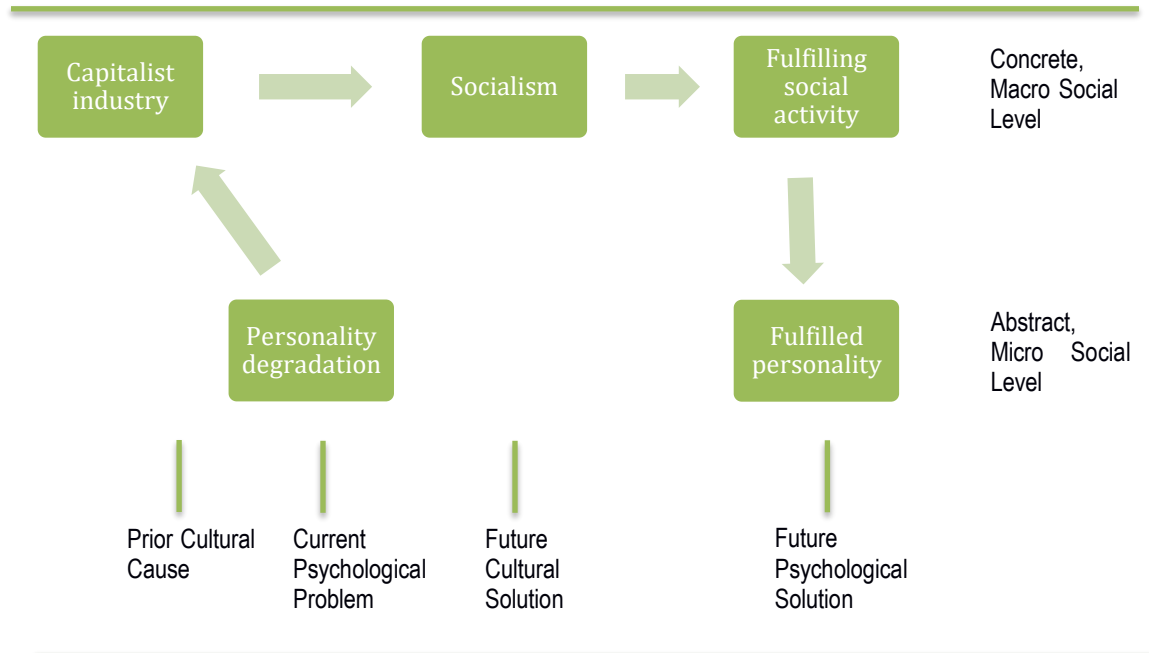 Capitalist
industry
Socialism
Fulfilling
social
activity
Concrete,
Macro Social
Level
Personality
degradation
Fulfilled
personality
Abstract,
Micro Social
Level
Prior Cultural
Cause
Current
Psychological
Problem
Future
Cultural
Solution
Future
Psychological
Solution